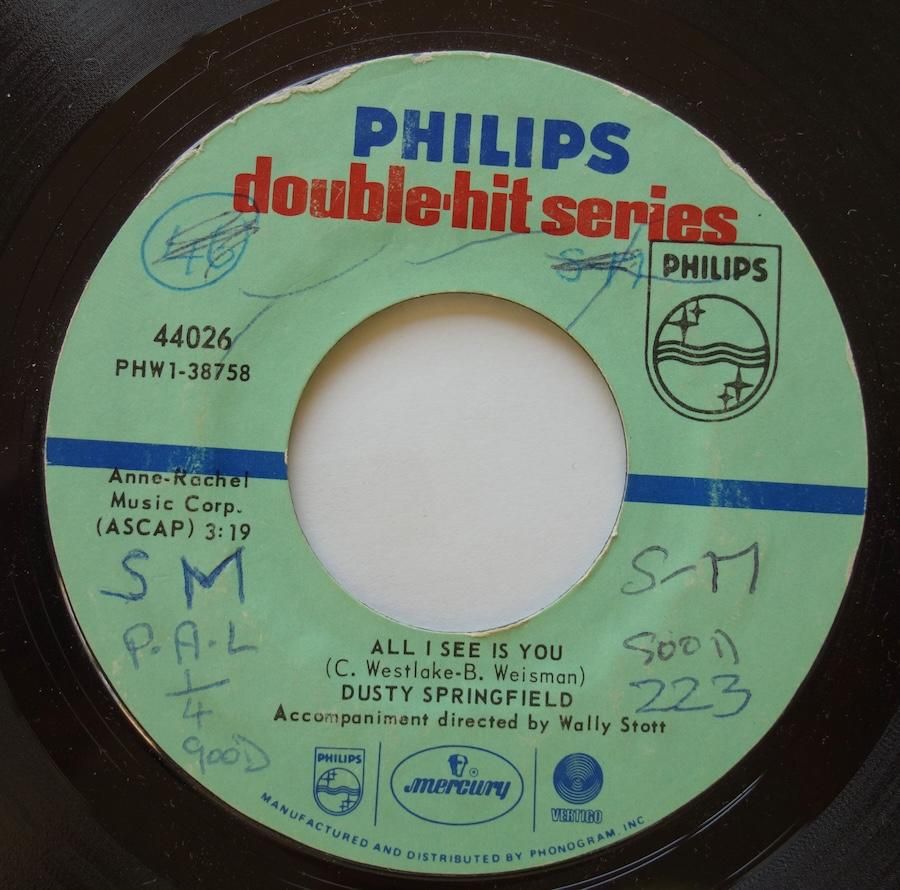 PHILIPS
double·hit series
46
S M
PHILIPS
44026
PHW1-38758
Anne-Rachel
Music Corp.
(ASCAP) 3:19
S M
P.A.L
1/4
gooD
S-M
GOOD
223
ALL I SEE IS YOU
(C. Westlake-B. Weisman)
DUSTY SPRINGFIELD
Accompaniment directed by Wally Stott
PHILIPS
mercury
VERTIGO
MANUFACTURED AND DISTRIBUTED BY PHONOGRAM, INC.